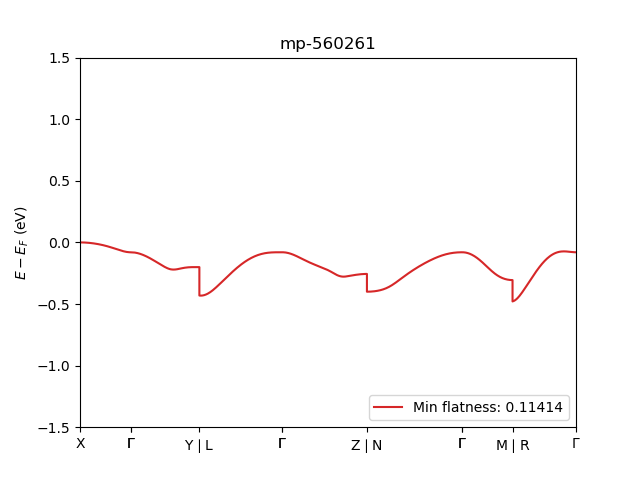 mp-560261
1.5
1.0
0.5
0.0
−0.5
−1.0
−1.5
E − E_F (eV)
Min flatness: 0.11414
X Γ Y | L Γ Z | N Γ M | R Γ